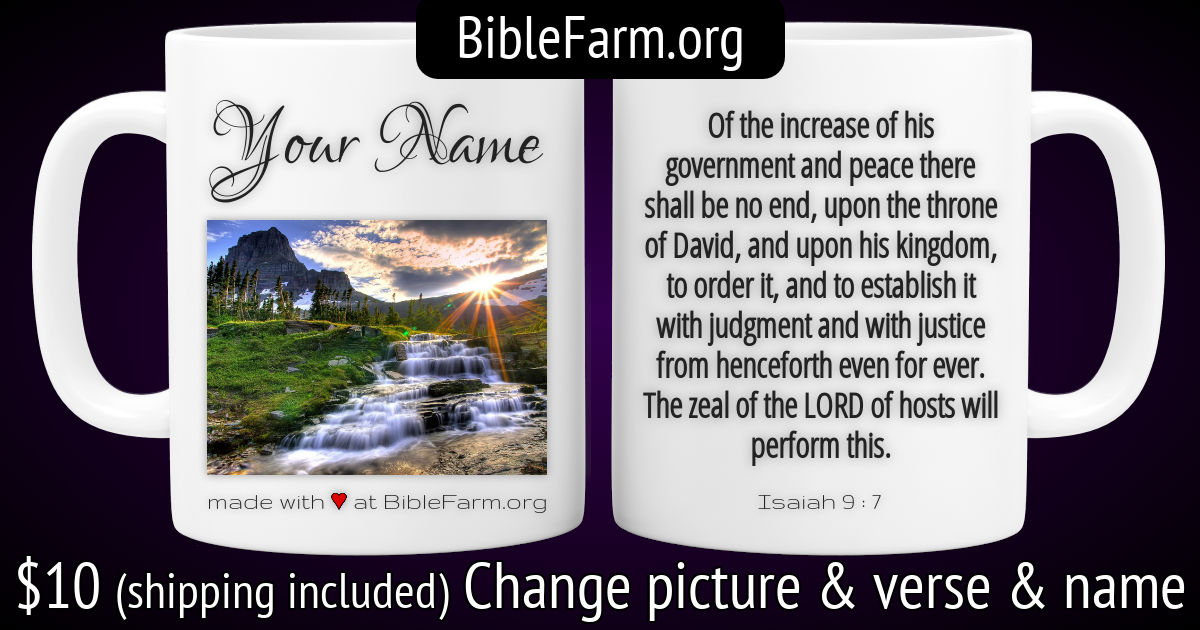 BibleFarm.org
Your Name
made with ♥ at BibleFarm.org
Of the increase of his
government and peace there
shall be no end, upon the throne
of David, and upon his kingdom,
to order it, and to establish it
with judgment and with justice
from henceforth even for ever.
The zeal of the LORD of hosts will
perform this.
Isaiah 9 : 7
$10 (shipping included) Change picture & verse & name